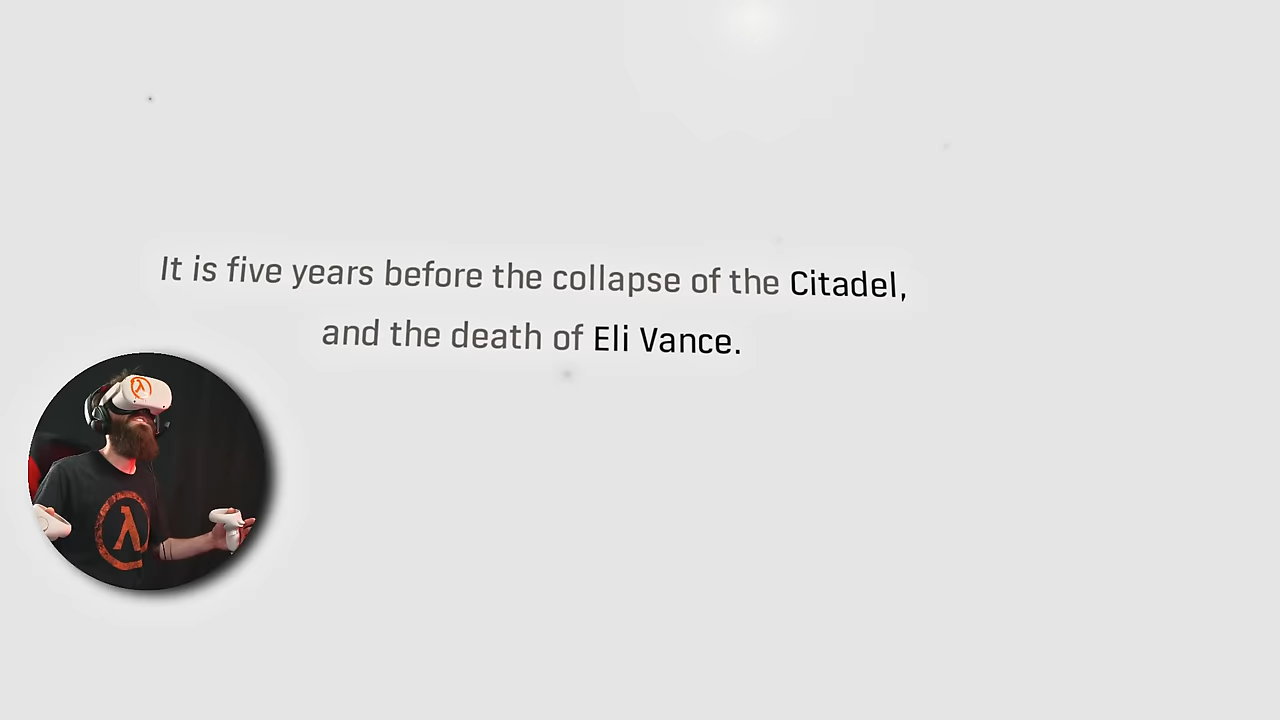 It is five years before the collapse of the Citadel,
and the death of Eli Vance.